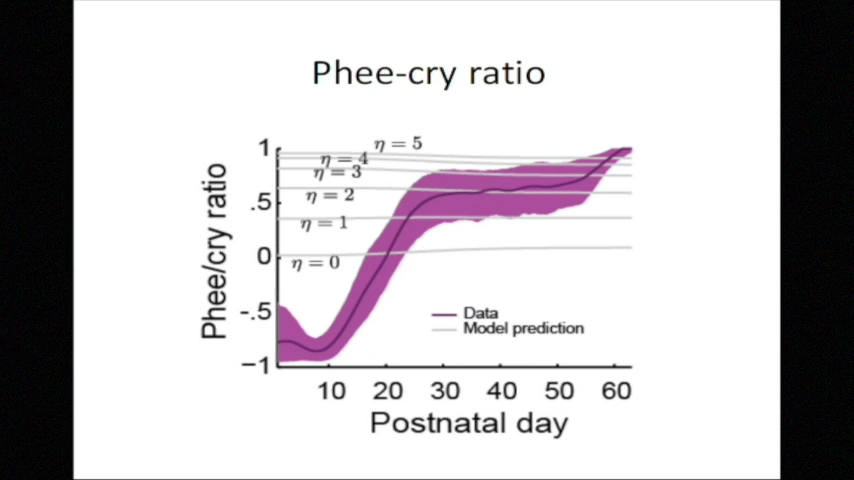 Phee-cry ratio
η = 5
η = 4
η = 3
η = 2
η = 1
η = 0
1
.5
0
-.5
−1
Phee/cry ratio
Data
Model prediction
10 20 30 40 50 60
Postnatal day